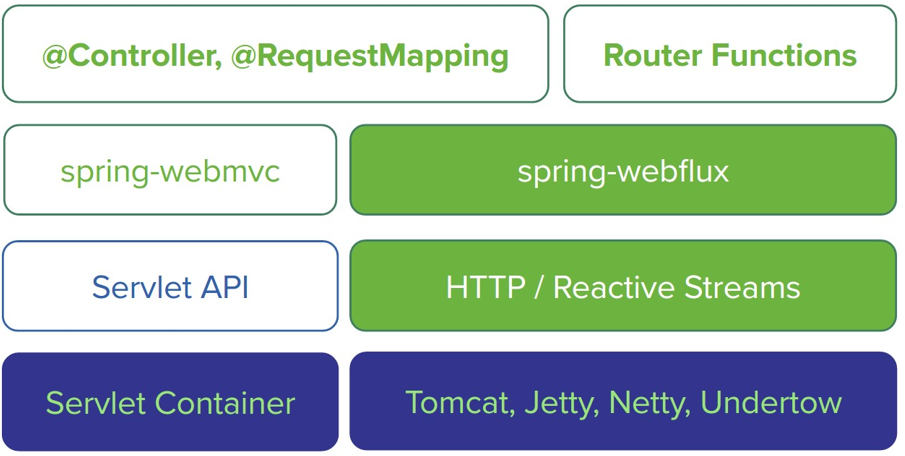 @Controller, @RequestMapping
Router Functions
spring-webmvc
spring-webflux
Servlet API
HTTP / Reactive Streams
Servlet Container
Tomcat, Jetty, Netty, Undertow